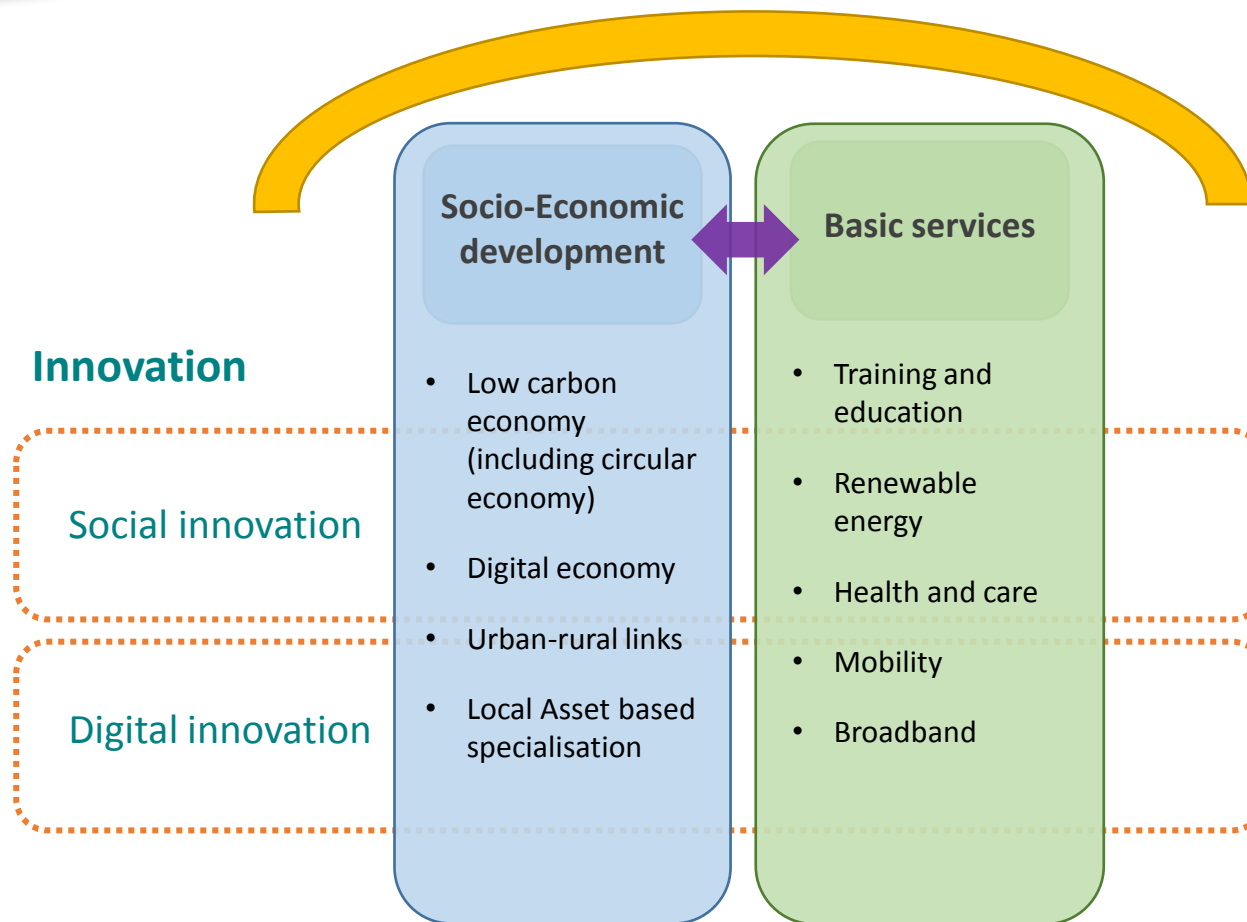 Socio-Economic
development
Basic services
Innovation
Social innovation
Digital innovation
• Low carbon
economy
(including circular
economy)
• Digital economy
• Urban-rural links
• Local Asset based
specialisation
• Training and
education
• Renewable
energy
• Health and care
• Mobility
• Broadband